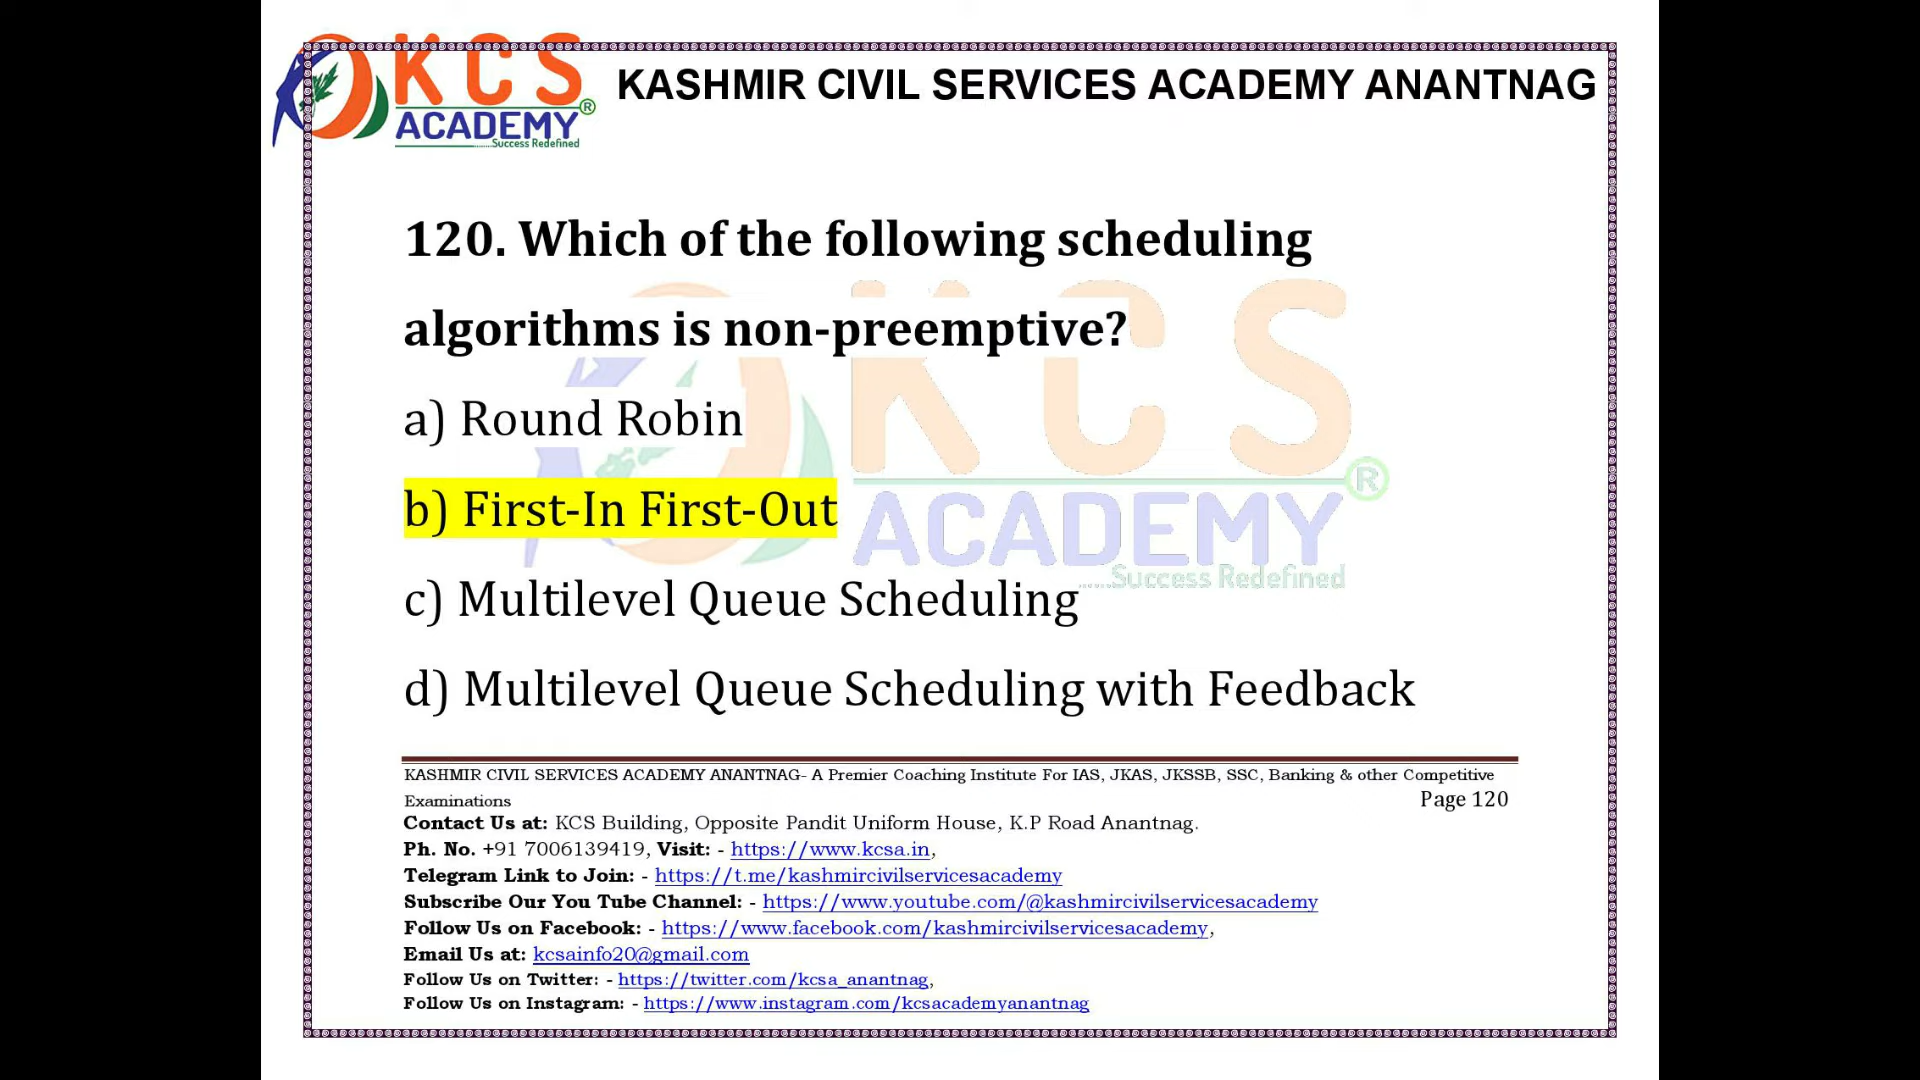 KCS
ACADEMY®
......Success Redefined
KASHMIR CIVIL SERVICES ACADEMY ANANTNAG
120. Which of the following scheduling
algorithms is non-preemptive?
a) Round Robin
b) First-In First-Out
c) Multilevel Queue Scheduling
d) Multilevel Queue Scheduling with Feedback
KCS
ACADEMY®
......Success Redefined
KASHMIR CIVIL SERVICES ACADEMY ANANTNAG- A Premier Coaching Institute For IAS, JKAS, JKSSB, SSC, Banking & other Competitive
Examinations Page 120
Contact Us at: KCS Building, Opposite Pandit Uniform House, K.P Road Anantnag.
Ph. No. +91 7006139419, Visit: - https://www.kcsa.in,
Telegram Link to Join: - https://t.me/kashmircivilservicesacademy
Subscribe Our You Tube Channel: - https://www.youtube.com/@kashmircivilservicesacademy
Follow Us on Facebook: - https://www.facebook.com/kashmircivilservicesacademy,
Email Us at: kcsainfo20@gmail.com
Follow Us on Twitter: - https://twitter.com/kcsa_anantnag,
Follow Us on Instagram: - https://www.instagram.com/kcsacademyanantnag